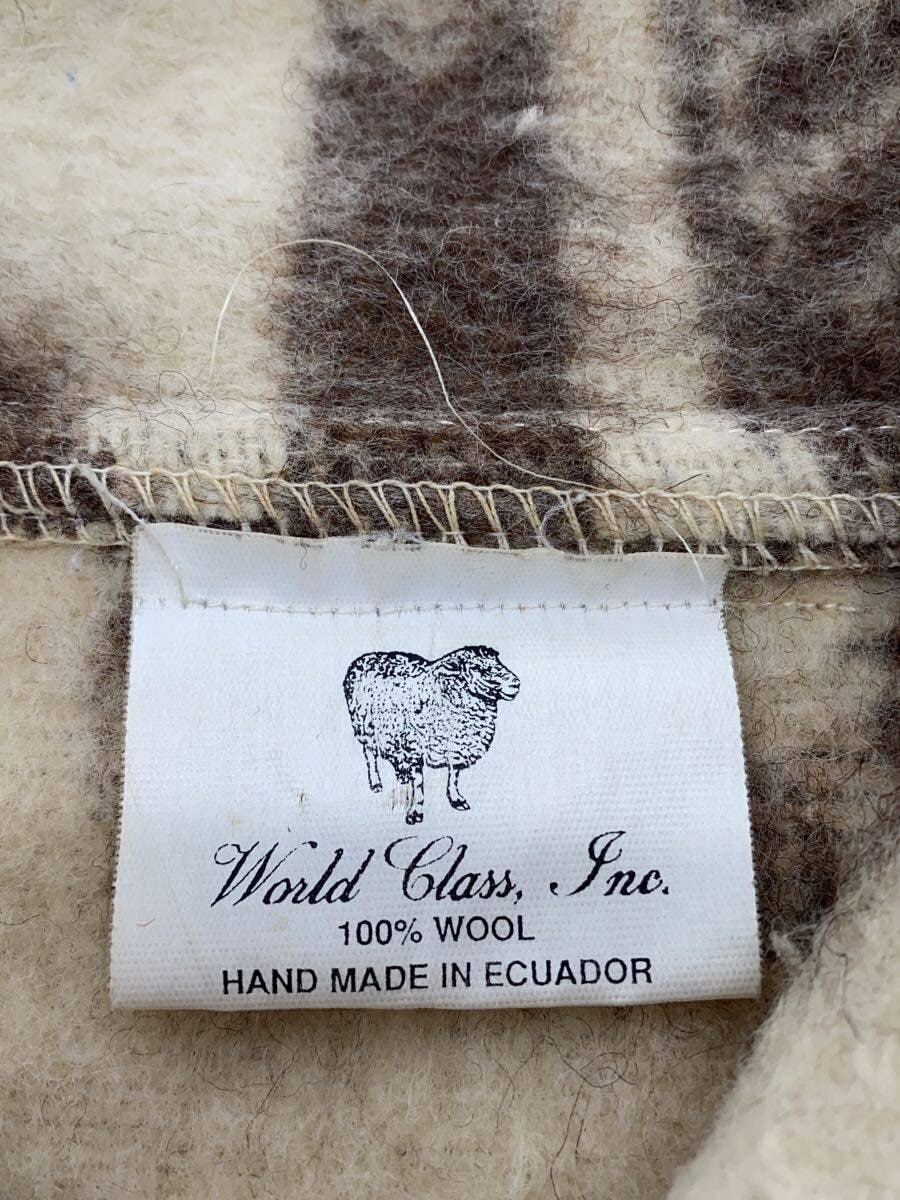 World Class, Inc.
100% WOOL
HAND MADE IN ECUADOR